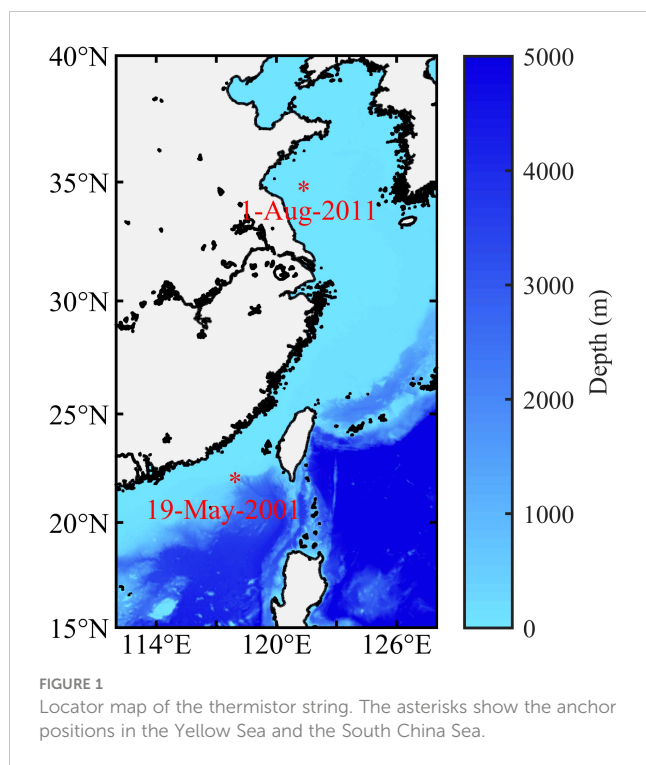 40°N
35°N
30°N
25°N
20°N
15°N
114°E
120°E
126°E
1-Aug-2011
19-May-2001
5000
4000
3000
2000
1000
0
Depth (m)
FIGURE 1
Locator map of the thermistor string. The asterisks show the anchor
positions in the Yellow Sea and the South China Sea.